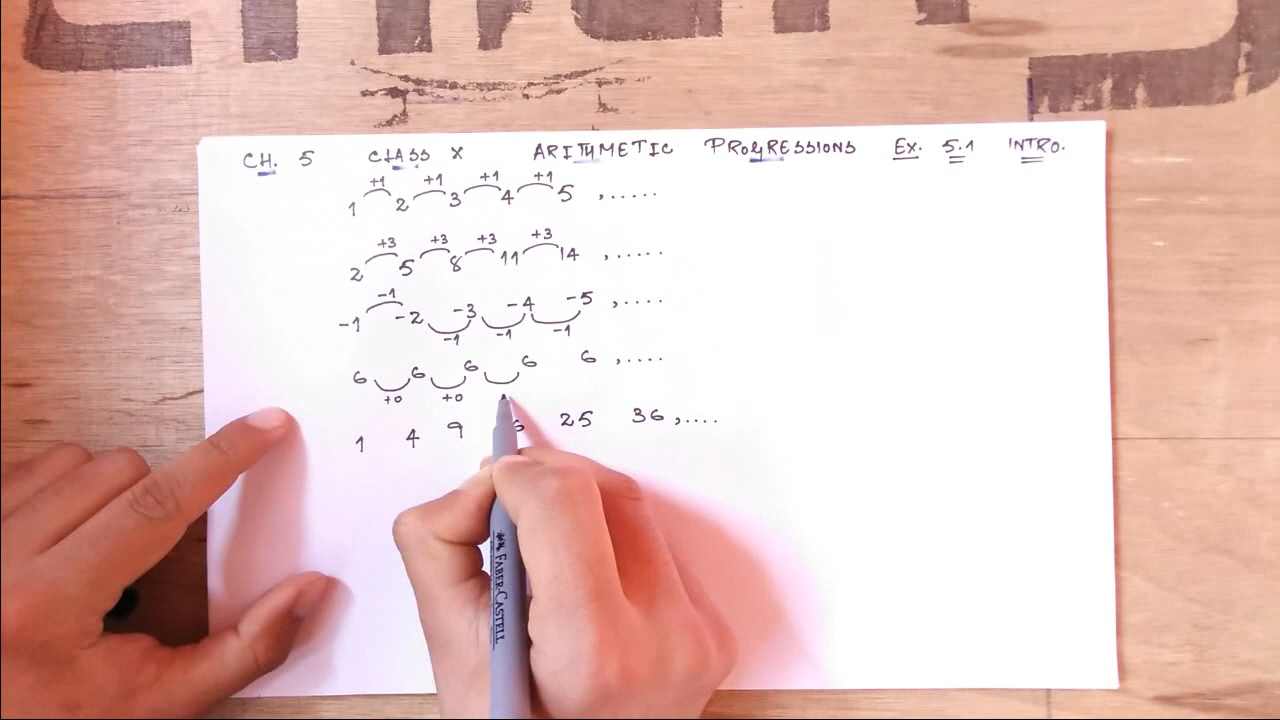 CH. 5 CLASS X ARITYMETIC PROGRESSIONS Ex. 5.1 INTRO.
+1 +1 +1 +1
1 2 3 4 5 , .....
+3 +3 +3 +3
2 5 8 11 14 , .....
-1
-1 -2 -3 -4 -5 , ....
-1 -1 -1
6 6 6 6 6 , ....
+0 +0
1 4 9 6 25 36 , ....
FABER-CASTELL